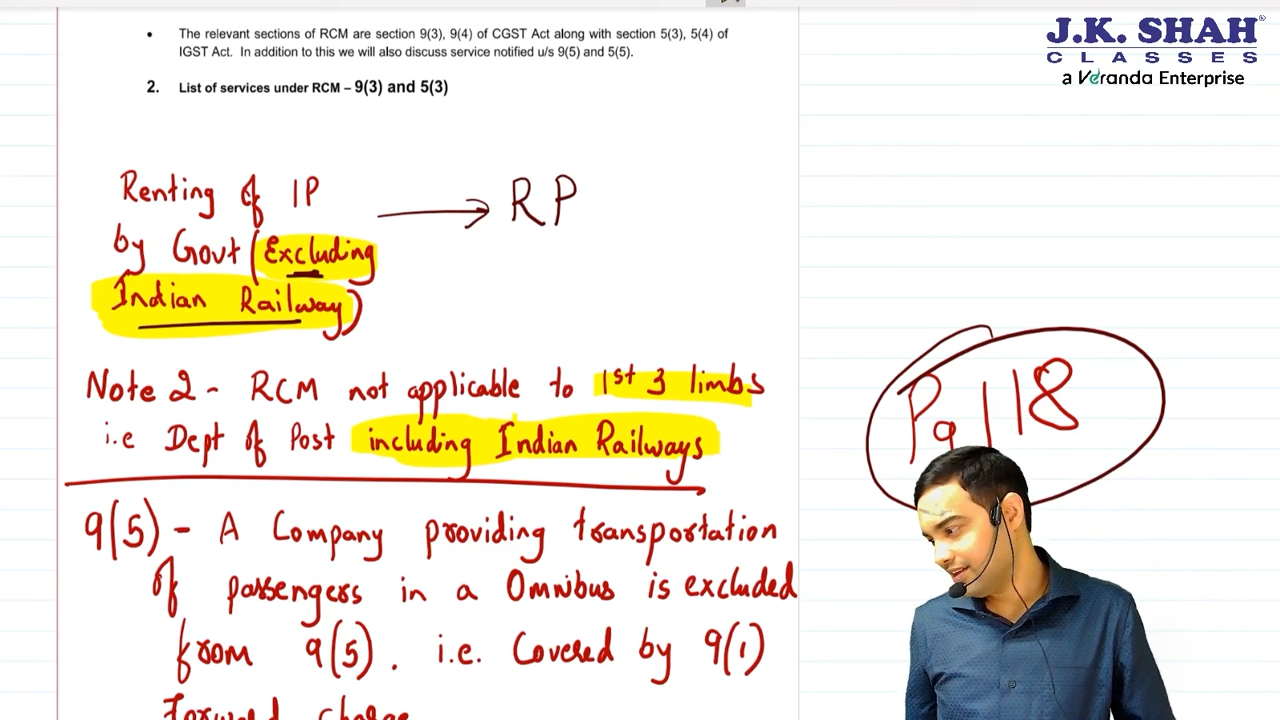 • The relevant sections of RCM are section 9(3), 9(4) of CGST Act along with section 5(3), 5(4) of
IGST Act. In addition to this we will also discuss service notified u/s 9(5) and 5(5).
2. List of services under RCM – 9(3) and 5(3)
J.K. SHAH
CLASSES
a Veranda Enterprise
Renting of IP → RP
by Govt (Excluding
Indian Railway)
Note 2 - RCM not applicable to 1st 3 limbs
i.e Dept of Post including Indian Railways
Pg 118
9(5) - A Company providing transportation
of passengers in a Omnibus is excluded
from 9(5). i.e. Covered by 9(1)
Forward charge